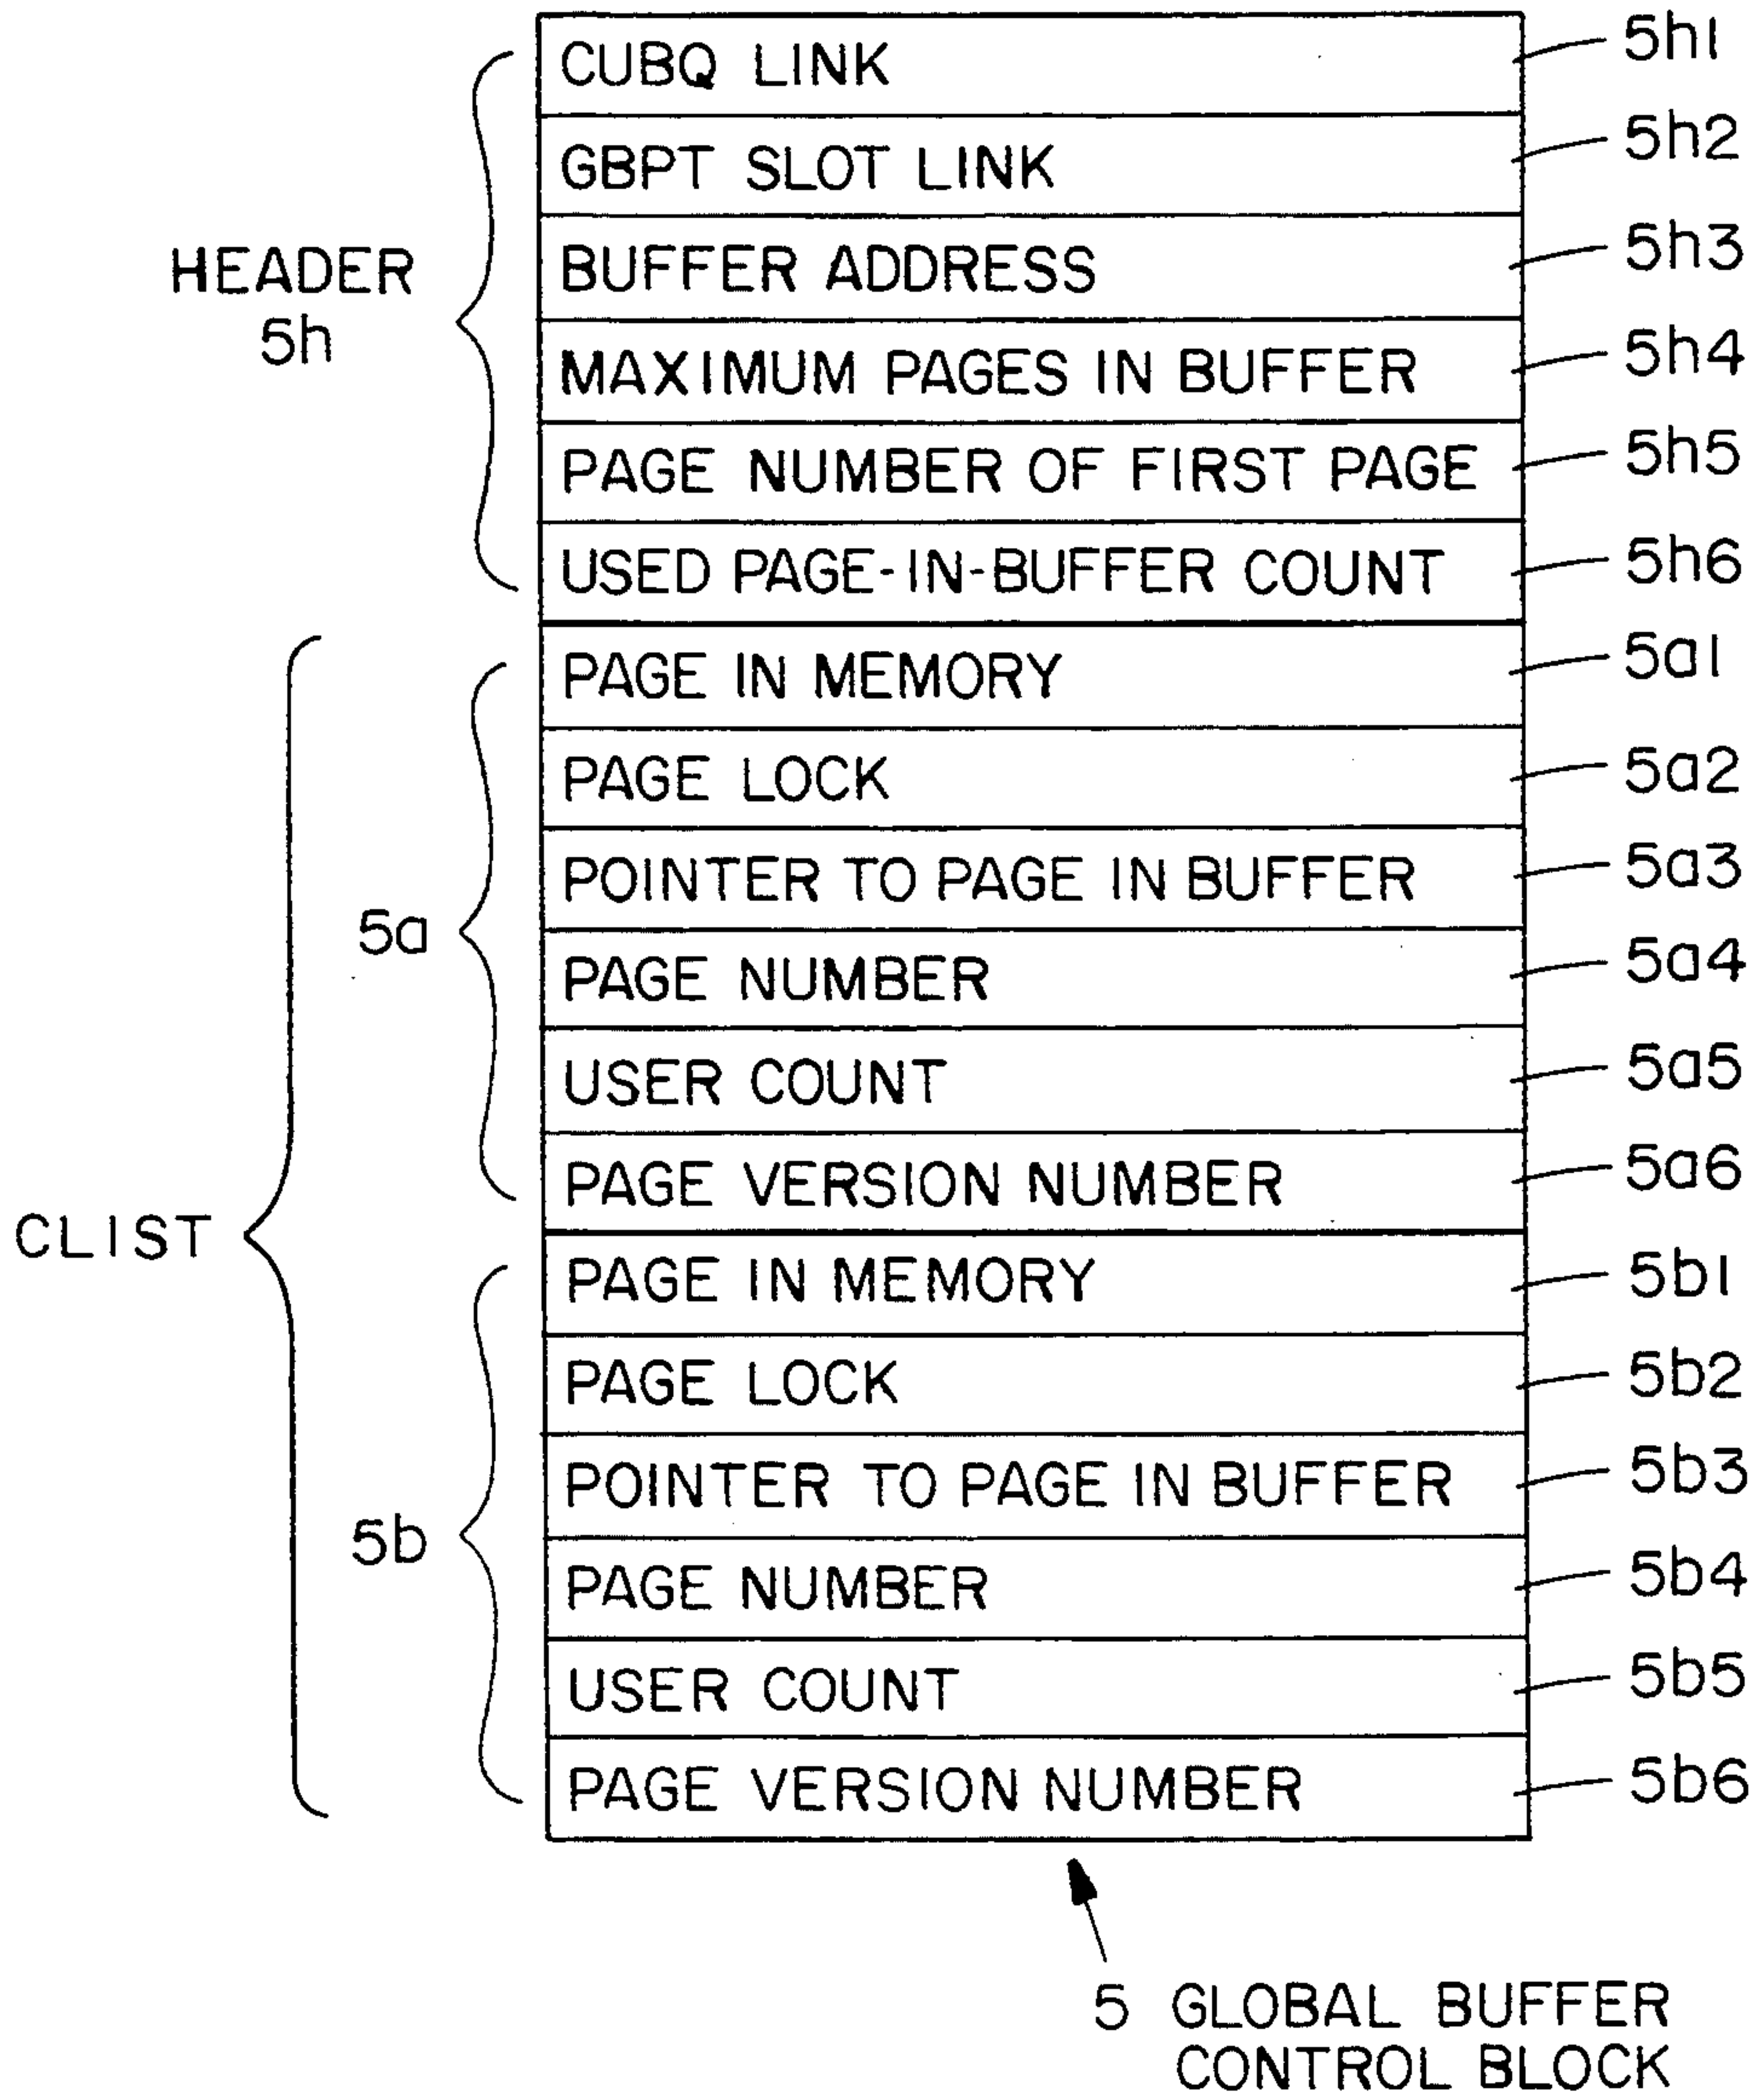 CUBQ LINK 5h1
GBPT SLOT LINK 5h2
BUFFER ADDRESS 5h3
HEADER
5h
MAXIMUM PAGES IN BUFFER 5h4
PAGE NUMBER OF FIRST PAGE 5h5
USED PAGE-IN-BUFFER COUNT 5h6
PAGE IN MEMORY 5a1
PAGE LOCK 5a2
POINTER TO PAGE IN BUFFER 5a3
5a
PAGE NUMBER 5a4
USER COUNT 5a5
PAGE VERSION NUMBER 5a6
CLIST
PAGE IN MEMORY 5b1
PAGE LOCK 5b2
POINTER TO PAGE IN BUFFER 5b3
5b
PAGE NUMBER 5b4
USER COUNT 5b5
PAGE VERSION NUMBER 5b6
5 GLOBAL BUFFER
CONTROL BLOCK